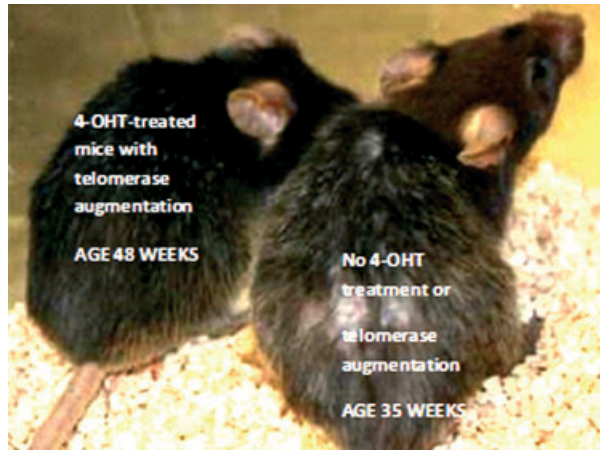 4-OHT-treated
mice with
telomerase
augmentation
AGE 48 WEEKS
No 4-OHT
treatment or
telomerase
augmentation
AGE 35 WEEKS